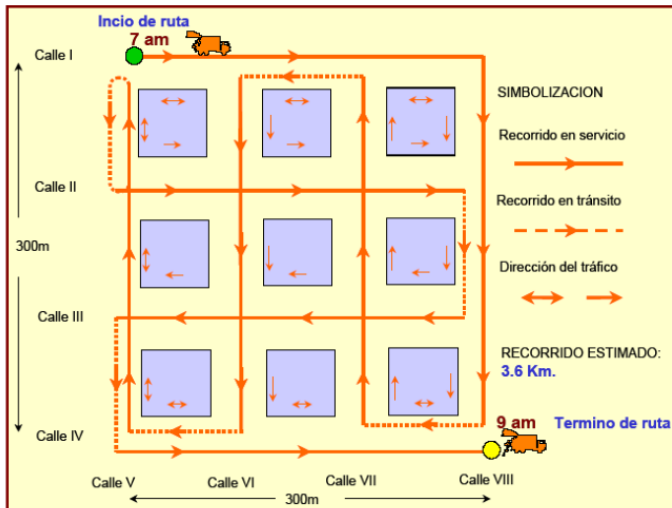 Incio de ruta
7 am
Calle I
SIMBOLIZACION
Recorrido en servicio
Calle II
Recorrido en tránsito
300m
Dirección del tráfico
Calle III
RECORRIDO ESTIMADO:
3.6 Km.
9 am Termino de ruta
Calle IV
Calle V Calle VI Calle VII Calle VIII
300m